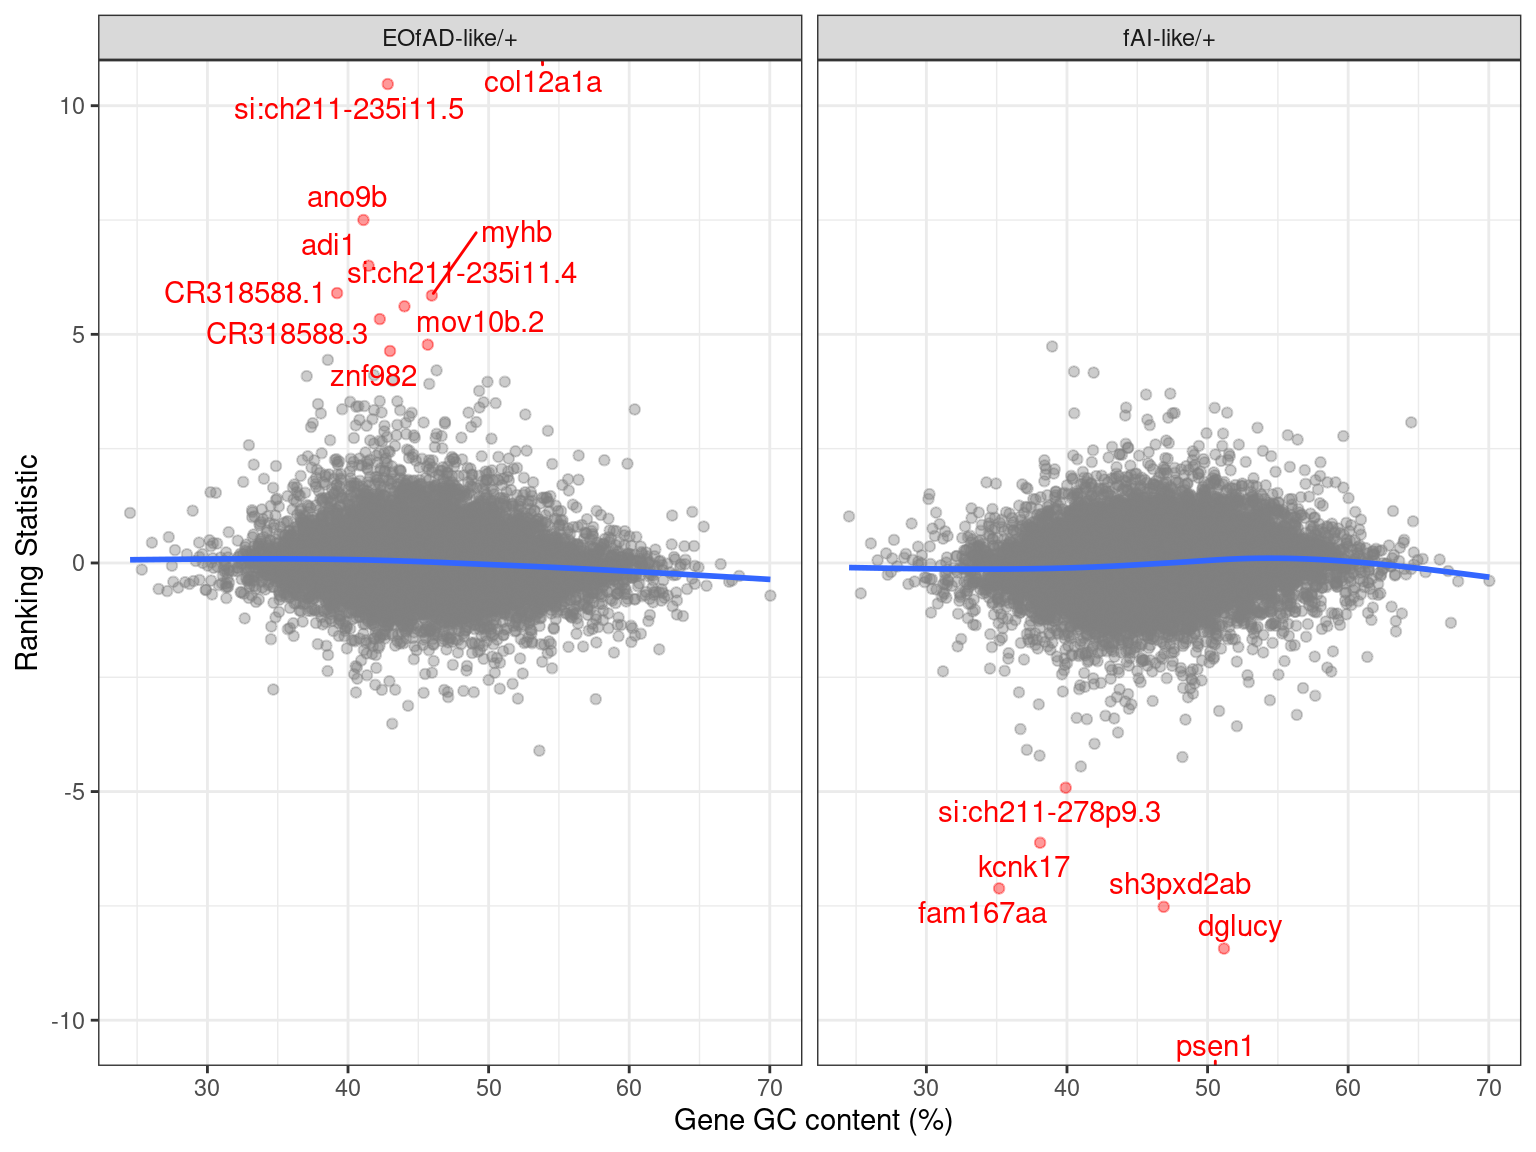 EOfAD-like/+
fAI-like/+
col12a1a
si:ch211-235i11.5
ano9b
myhb
adi1
si:ch211-235i11.4
CR318588.1
mov10b.2
CR318588.3
znf982
si:ch211-278p9.3
kcnk17
sh3pxd2ab
fam167aa
dglucy
psen1
10
5
0
-5
-10
30 40 50 60 70
30 40 50 60 70
Gene GC content (%)
Ranking Statistic